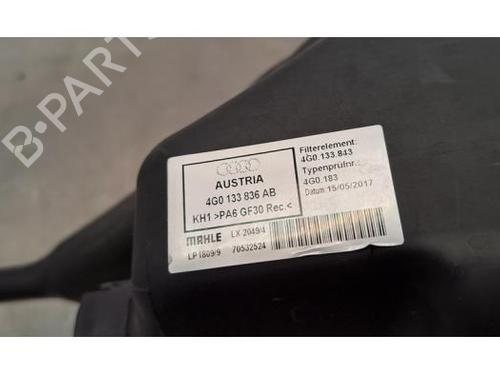 B-PARTS
AUSTRIA
4G0 133 836 AB
KH1 >PA6 GF30 Rec.<
MAHLE LX 2049/4
LP1809/9 70532524
Filterelement:
4G0.133.843
Typenprüfnr.:
4G0.183
Datum: 15/05/2017